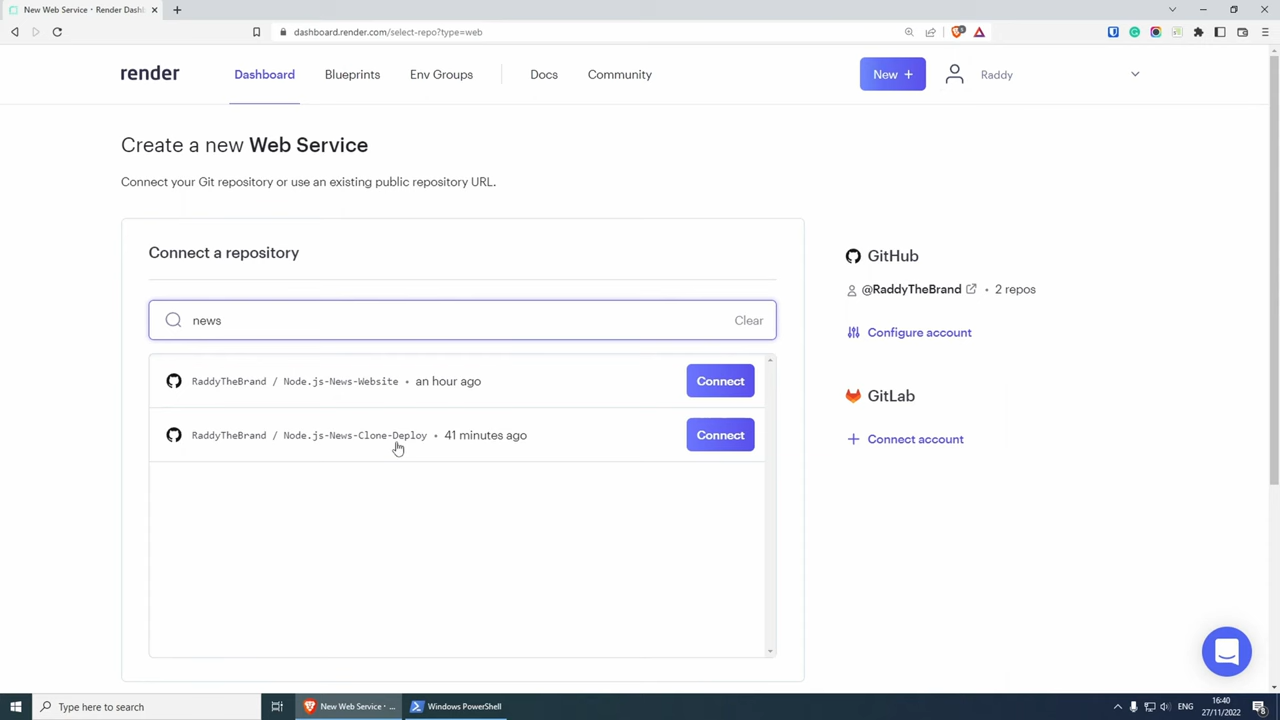 New Web Service · Render Dashl
dashboard.render.com/select-repo?type=web
render
Dashboard
Blueprints
Env Groups
Docs
Community
New +
Raddy
Create a new Web Service
Connect your Git repository or use an existing public repository URL.
Connect a repository
news
Clear
RaddyTheBrand / Node.js-News-Website • an hour ago
Connect
RaddyTheBrand / Node.js-News-Clone-Deploy • 41 minutes ago
Connect
GitHub
@RaddyTheBrand • 2 repos
Configure account
GitLab
+ Connect account
Type here to search
New Web Service · ...
Windows PowerShell
ENG
16:40
27/11/2022